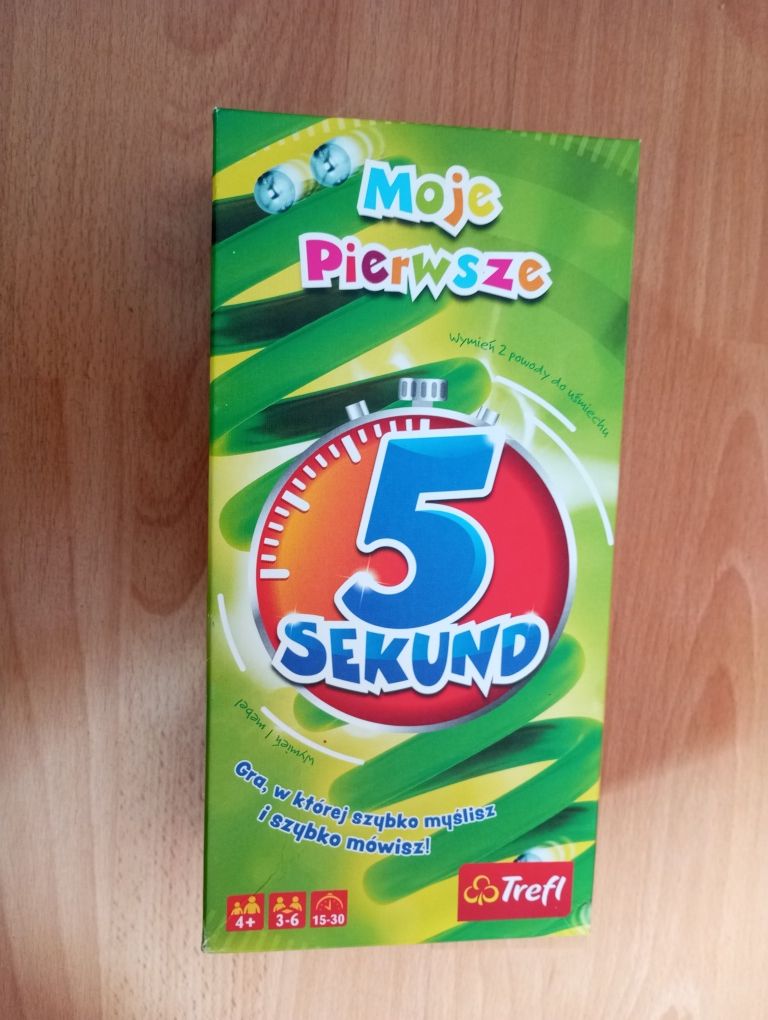 Moje
Pierwsze
Wymień 2 powody do uśmiechu
5
SEKUND
Wymień 1 mebel
Gra, w której szybko myślisz
i szybko mówisz!
4+
3-6
15-30
Trefl